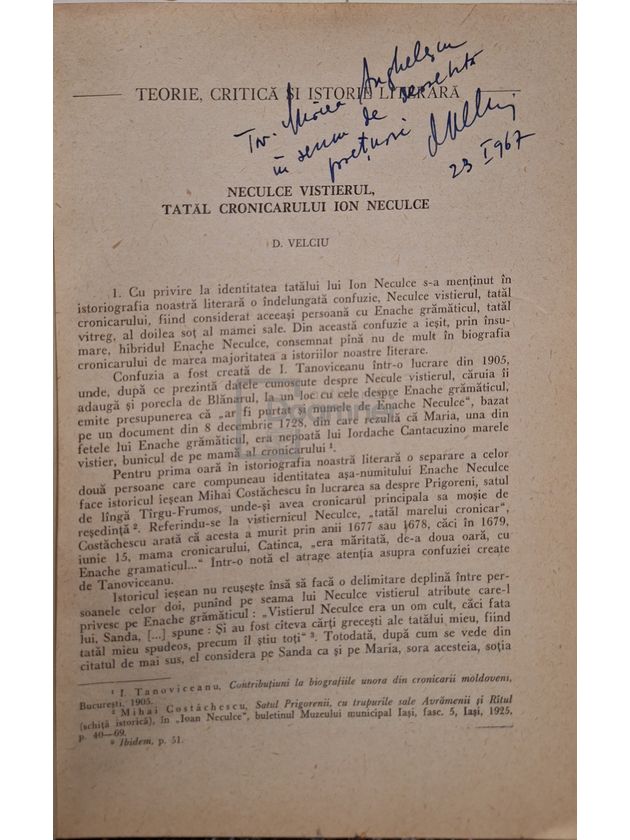 TEORIE, CRITICĂ ȘI ISTORIE LITERARĂ
Tov. Mircea Anghelescu
în semn de deosebită
prețuire
DVelciu
23 I 1967
NECULCE VISTIERUL,
TATĂL CRONICARULUI ION NECULCE
D. VELCIU
1. Cu privire la identitatea tatălui lui Ion Neculce s-a menținut în
istoriografia noastră literară o îndelungată confuzie, Neculce vistierul, tatăl
cronicarului, fiind considerat aceeași persoană cu Enache grămăticul, tatăl
vitreg, al doilea soț al mamei sale. Din această confuzie a ieșit, prin însu-
mare, hibridul Enache Neculce, consemnat pînă nu de mult în biografia
cronicarului de marea majoritatea a istoriilor noastre literare.
Confuzia a fost creată de I. Tanoviceanu într-o lucrare din 1905,
unde, după ce prezintă datele cunoscute despre Necule vistierul, căruia îi
adaugă și porecla de Blănarul, la un loc cu cele despre Enache grămăticul,
emite presupunerea că „ar fi purtat și numele de Enache Neculce“, bazat
pe un document din 8 decembrie 1728, din care rezultă că Maria, una din
fetele lui Enache grămăticul, era nepoată lui Iordache Cantacuzino marele
vistier, bunicul de pe mamă al cronicarului ¹.
Pentru prima oară în istoriografia noastră literară o separare a celor
două persoane care compuneau identitatea așa-numitului Enache Neculce
face istoricul ieșean Mihai Costăchescu în lucrarea sa despre Prigoreni, satul
de lîngă Tîrgu-Frumos, unde-și avea cronicarul principala sa moșie de
reședință ². Referindu-se la vistiernicul Neculce, „tatăl marelui cronicar“,
Costăchescu arată că acesta a murit prin anii 1677 sau 1678, căci în 1679,
iunie 15, mama cronicarului, Catinca, „era măritată, de-a doua oară, cu
Enache gramaticul...“ Intr-o notă el atrage atenția asupra confuziei create
de Tanoviceanu.
Istoricul ieșean nu reușește însă să facă o delimitare deplină între per-
soanele celor doi, punînd pe seama lui Neculce vistierul atribute care-l
privesc pe Enache grămăticul : „Vistierul Neculce era un om cult, căci fata
lui, Sanda, [...] spune : Și au fost cîteva cărți grecești ale tatălui mieu, fiind
tatăl mieu spudeos, precum îl știu toți“ ³. Totodată, după cum se vede din
citatul de mai sus, el considera pe Sanda ca și pe Maria, sora acesteia, soția
¹ I. Tanoviceanu, Contribuțiuni la biografiile unora din cronicarii moldoveni,
București, 1905.
² Mihai Costăchescu, Satul Prigorenii, cu trupurile sale Avrămenii și Rîtul
(schiță istorică), în „Ioan Neculce“, buletinul Muzeului municipal Iași, fasc. 5, Iași, 1925,
p. 40—69.
³ Ibidem, p. 51.